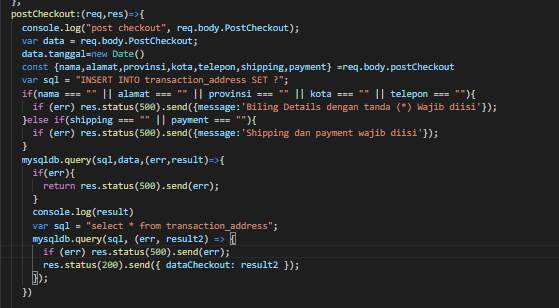 },
postCheckout:(req,res)=>{
console.log("post checkout", req.body.PostCheckout);
var data = req.body.PostCheckout;
data.tanggal=new Date()
const {nama,alamat,provinsi,kota,telepon,shipping,payment} =req.body.postCheckout
var sql = "INSERT INTO transaction_address SET ?";
if(nama === "" || alamat === "" || provinsi === "" || kota === "" || telepon === ""){
if (err) res.status(500).send({message:'Biling Details dengan tanda (*) Wajib diisi'});
}else if(shipping === "" || payment === ""){
if (err) res.status(500).send({message:'Shipping dan payment wajib diisi'});
}
mysqldb.query(sql,data,(err,result)=>{
if(err){
return res.status(500).send(err);
}
console.log(result)
var sql = "select * from transaction_address";
mysqldb.query(sql, (err, result2) => {
if (err) res.status(500).send(err);
res.status(200).send({ dataCheckout: result2 });
});
})